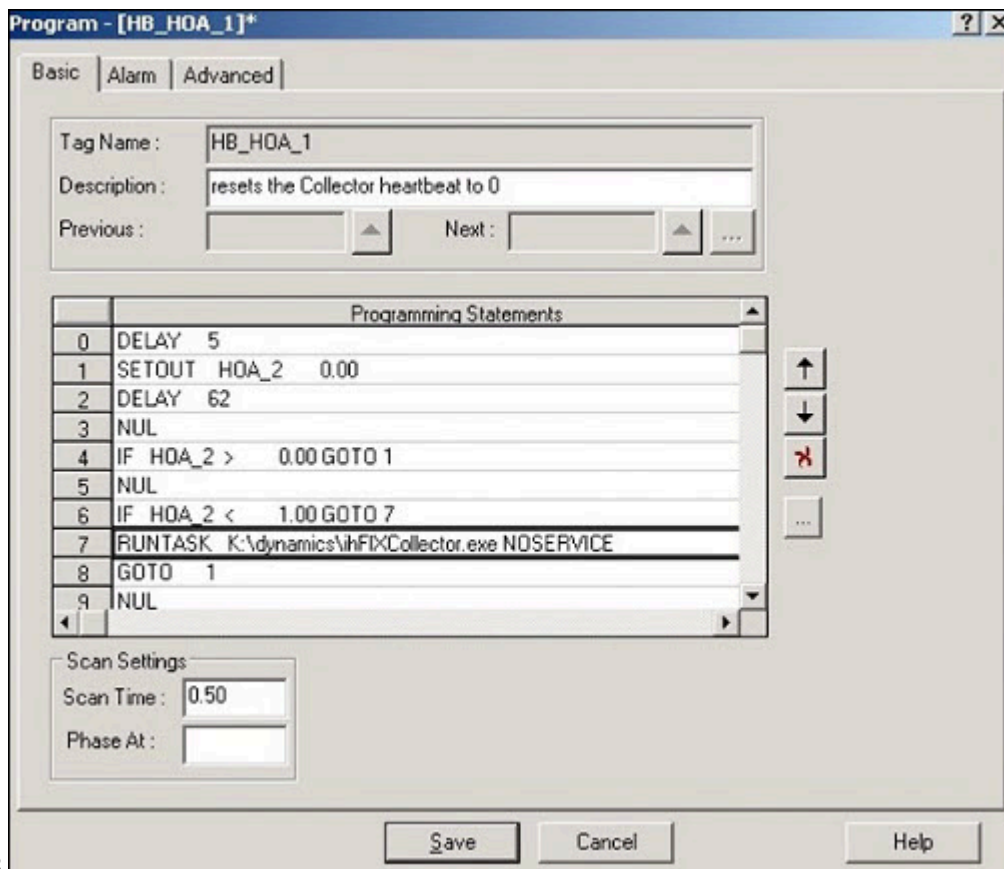 Program - [HB_HOA_1]*
Basic Alarm Advanced
Tag Name : HB_HOA_1
Description : resets the Collector heartbeat to 0
Previous : Next : ...
Programming Statements
0 DELAY 5
1 SETOUT HOA_2 0.00
2 DELAY 62
3 NUL
4 IF HOA_2 > 0.00 GOTO 1
5 NUL
6 IF HOA_2 < 1.00 GOTO 7
7 RUNTASK K:\dynamics\ihFIXCollector.exe NOSERVICE
8 GOTO 1
9 NUL
...
Scan Settings
Scan Time : 0.50
Phase At :
Save Cancel Help